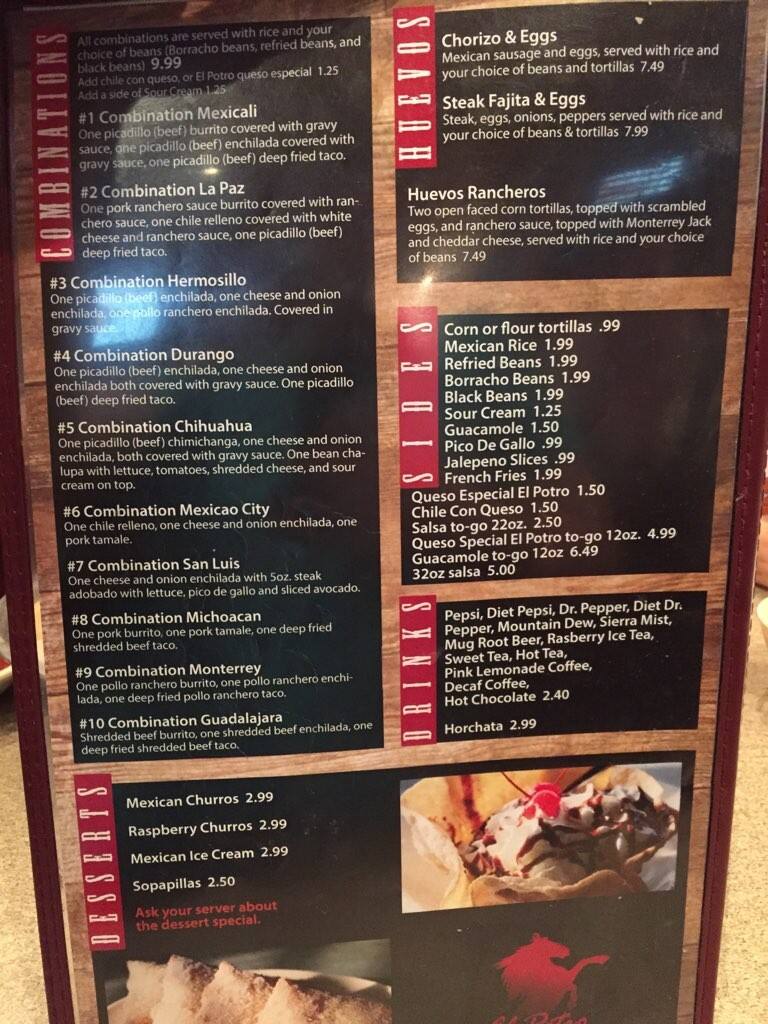 COMBINATIONS
All combinations are served with rice and your
choice of beans (Borracho beans, refried beans, and
black beans) 9.99
Add chile con queso, or El Potro queso especial 1.25
Add a side of Sour Cream 1.25
#1 Combination Mexicali
One picadillo (beef) burrito covered with gravy
sauce, one picadillo (beef) enchilada covered with
gravy sauce, one picadillo (beef) deep fried taco.
#2 Combination La Paz
One pork ranchero sauce burrito covered with ran-
chero sauce, one chile relleno covered with white
cheese and ranchero sauce, one picadillo (beef)
deep fried taco.
#3 Combination Hermosillo
One picadillo (beef) enchilada, one cheese and onion
enchilada, one pollo ranchero enchilada. Covered in
gravy sauce.
#4 Combination Durango
One picadillo (beef) enchilada, one cheese and onion
enchilada both covered with gravy sauce. One picadillo
(beef) deep fried taco.
#5 Combination Chihuahua
One picadillo (beef) chimichanga, one cheese and onion
enchilada, both covered with gravy sauce. One bean cha-
lupa with lettuce, tomatoes, shredded cheese, and sour
cream on top.
#6 Combination Mexicao City
One chile relleno, one cheese and onion enchilada, one
pork tamale.
#7 Combination San Luis
One cheese and onion enchilada with 5oz. steak
adobado with lettuce, pico de gallo and sliced avocado.
#8 Combination Michoacan
One pork burrito, one pork tamale, one deep fried
shredded beef taco.
#9 Combination Monterrey
One pollo ranchero burrito, one pollo ranchero enchi-
lada, one deep fried pollo ranchero taco.
#10 Combination Guadalajara
Shredded beef burrito, one shredded beef enchilada, one
deep fried shredded beef taco.
HUEVOS
Chorizo & Eggs
Mexican sausage and eggs, served with rice and
your choice of beans and tortillas 7.49
Steak Fajita & Eggs
Steak, eggs, onions, peppers served with rice and
your choice of beans & tortillas 7.99
Huevos Rancheros
Two open faced corn tortillas, topped with scrambled
eggs, and ranchero sauce, topped with Monterrey Jack
and cheddar cheese, served with rice and your choice
of beans 7.49
SIDES
Corn or flour tortillas .99
Mexican Rice 1.99
Refried Beans 1.99
Borracho Beans 1.99
Black Beans 1.99
Sour Cream 1.25
Guacamole 1.50
Pico De Gallo .99
Jalepeno Slices .99
French Fries 1.99
Queso Especial El Potro 1.50
Chile Con Queso 1.50
Salsa to-go 22oz. 2.50
Queso Special El Potro to-go 12oz. 4.99
Guacamole to-go 12oz 6.49
32oz salsa 5.00
DRINKS
Pepsi, Diet Pepsi, Dr. Pepper, Diet Dr.
Pepper, Mountain Dew, Sierra Mist,
Mug Root Beer, Rasberry Ice Tea,
Sweet Tea, Hot Tea,
Pink Lemonade Coffee,
Decaf Coffee,
Hot Chocolate 2.40
Horchata 2.99
DESSERTS
Mexican Churros 2.99
Raspberry Churros 2.99
Mexican Ice Cream 2.99
Sopapillas 2.50
Ask your server about
the dessert special.
El Potro